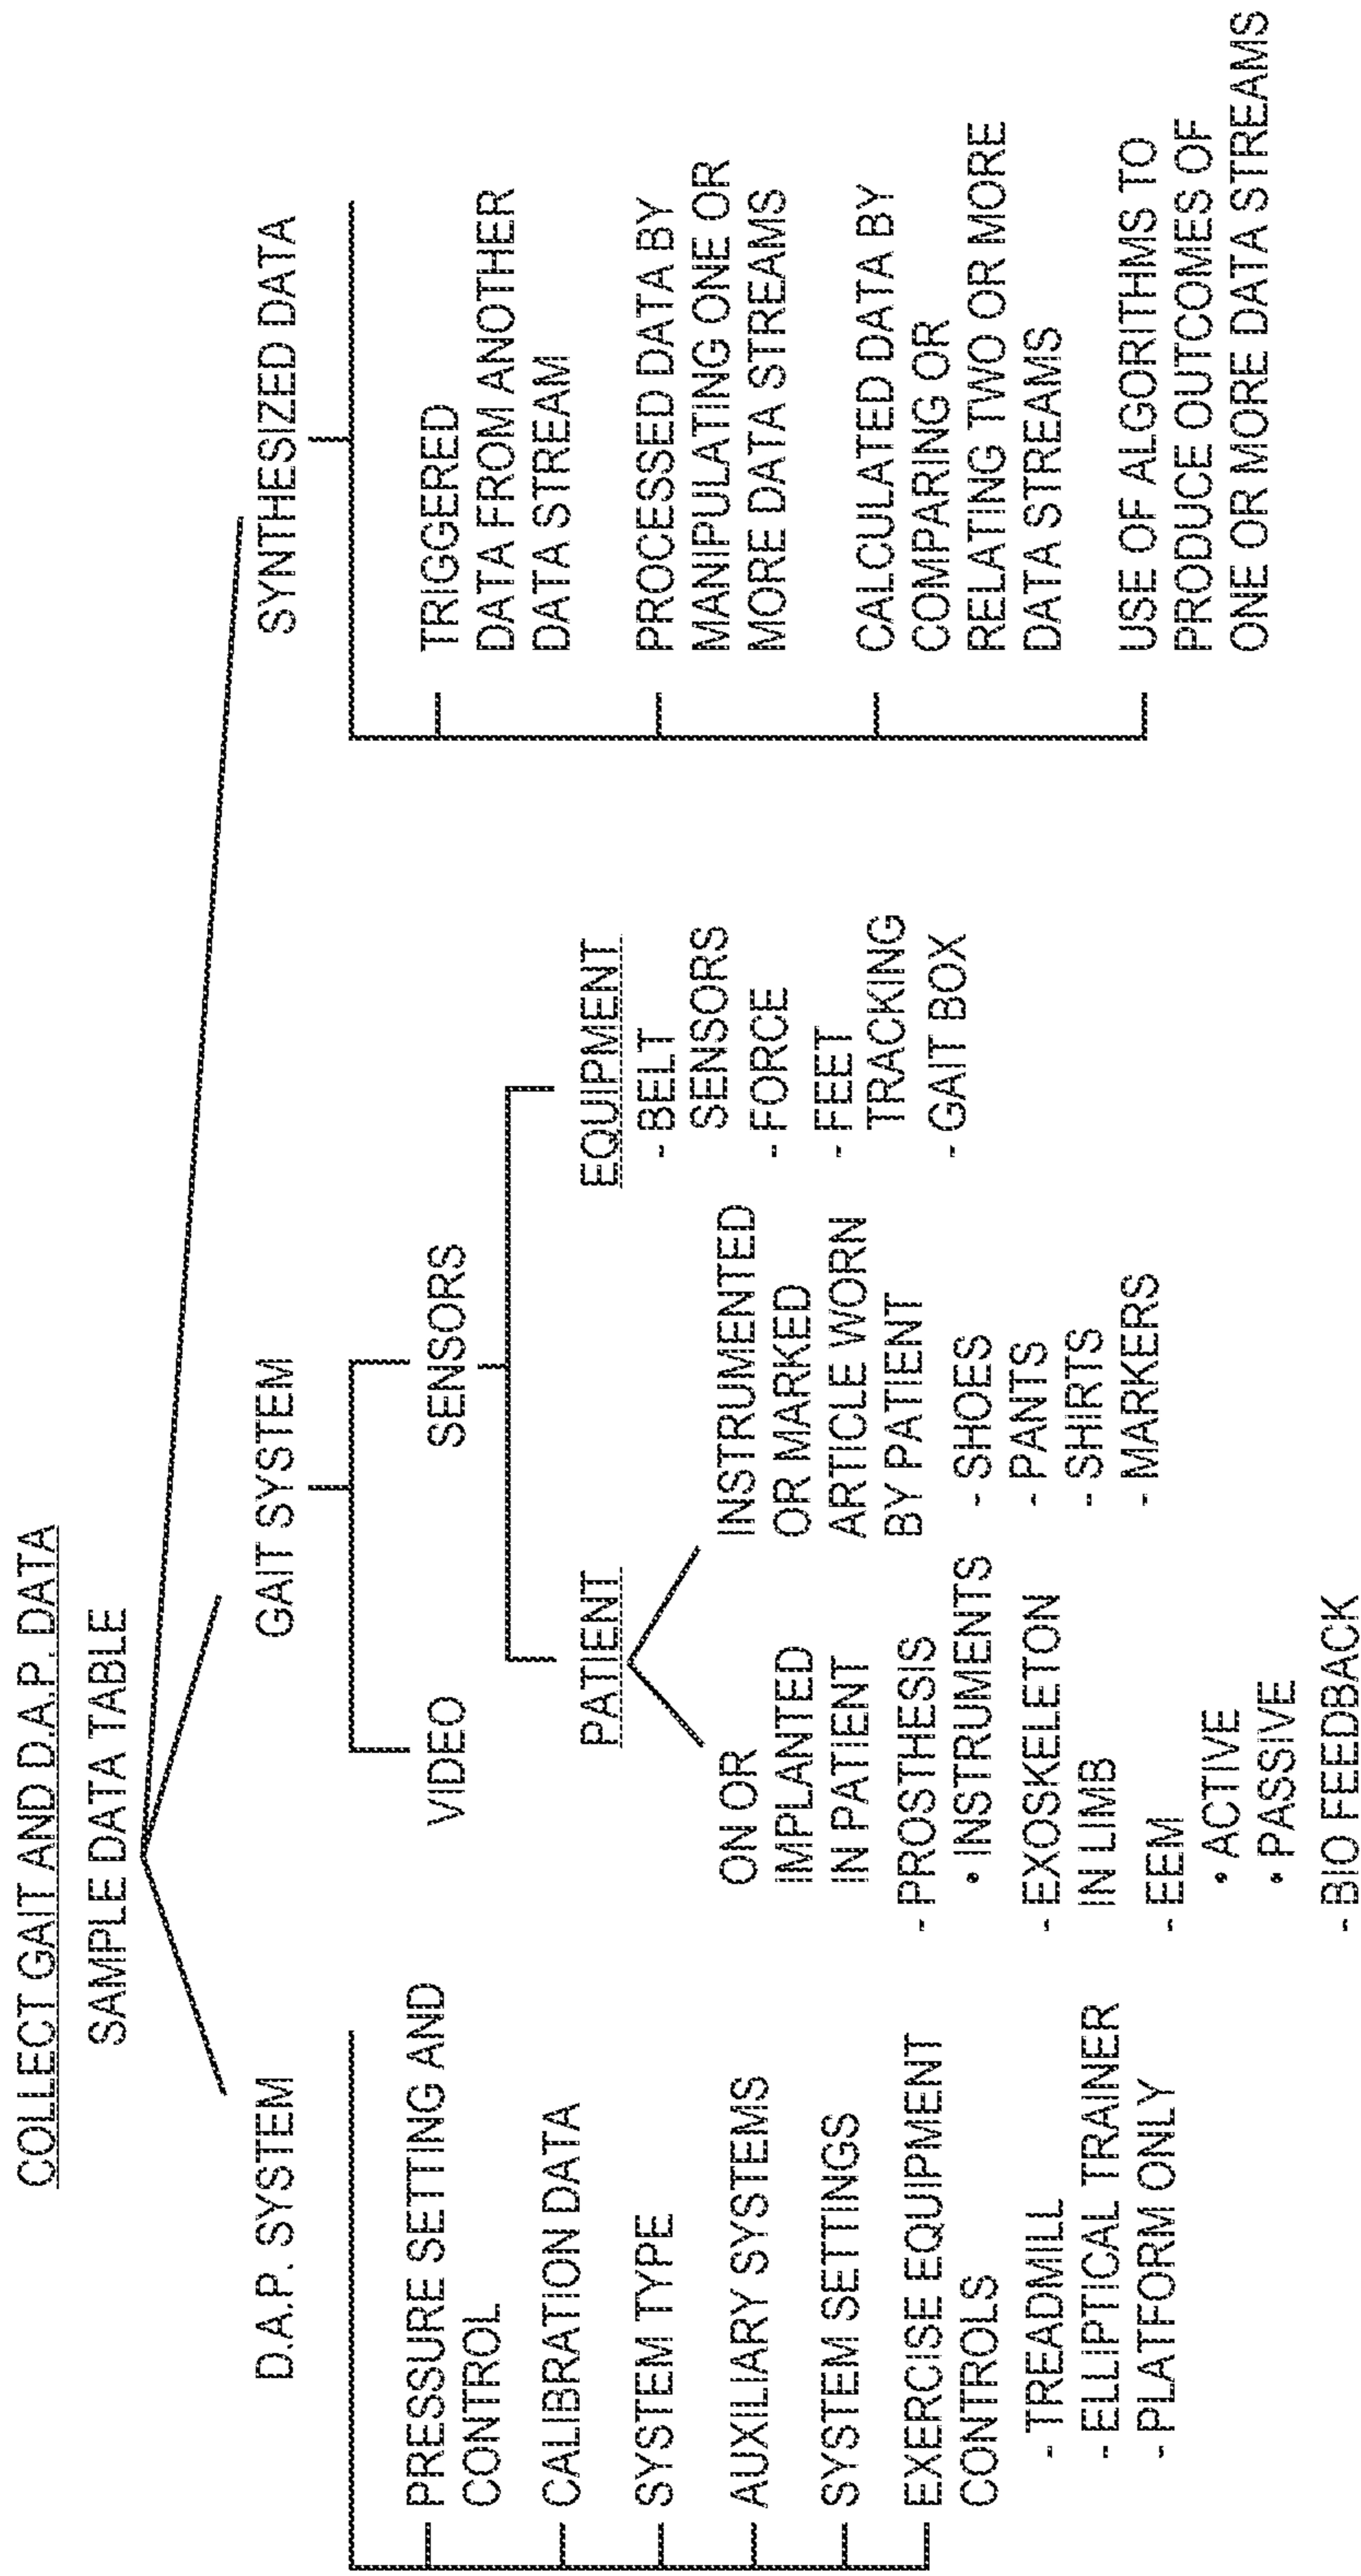 COLLECT GAIT AND D.A.P. DATA
SAMPLE DATA TABLE
D.A.P. SYSTEM
PRESSURE SETTING AND
CONTROL
CALIBRATION DATA
SYSTEM TYPE
AUXILIARY SYSTEMS
SYSTEM SETTINGS
EXERCISE EQUIPMENT
CONTROLS
- TREADMILL
- ELLIPTICAL TRAINER
- PLATFORM ONLY
GAIT SYSTEM
VIDEO
SENSORS
PATIENT
ON OR
IMPLANTED
IN PATIENT
- PROSTHESIS
• INSTRUMENTS
- EXOSKELETON
IN LIMB
- EEM
• ACTIVE
• PASSIVE
- BIO FEEDBACK
INSTRUMENTED
OR MARKED
ARTICLE WORN
BY PATIENT
- SHOES
- PANTS
- SHIRTS
- MARKERS
EQUIPMENT
- BELT
SENSORS
- FORCE
- FEET
TRACKING
- GAIT BOX
SYNTHESIZED DATA
TRIGGERED
DATA FROM ANOTHER
DATA STREAM
PROCESSED DATA BY
MANIPULATING ONE OR
MORE DATA STREAMS
CALCULATED DATA BY
COMPARING OR
RELATING TWO OR MORE
DATA STREAMS
USE OF ALGORITHMS TO
PRODUCE OUTCOMES OF
ONE OR MORE DATA STREAMS